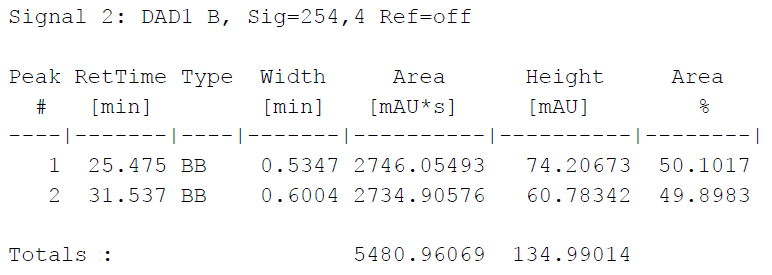 Signal 2: DAD1 B, Sig=254,4 Ref=off
Peak RetTime Type  Width     Area      Height     Area
  #   [min]        [min]   [mAU*s]     [mAU]        %
----|-------|----|-------|----------|----------|--------|
   1  25.475 BB    0.5347 2746.05493   74.20673  50.1017
   2  31.537 BB    0.6004 2734.90576   60.78342  49.8983
Totals :                  5480.96069  134.99014